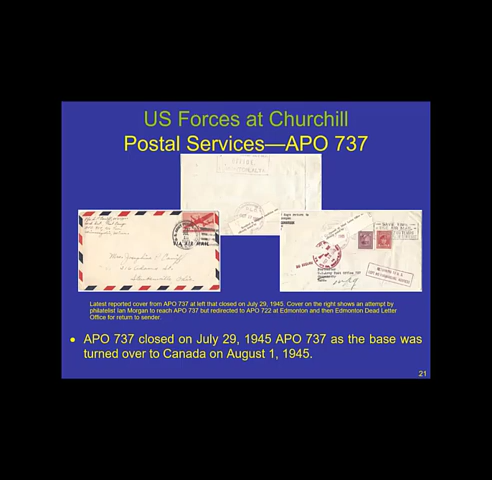 US Forces at Churchill
Postal Services—APO 737
VIA AIR MAIL
Latest reported cover from APO 737 at left that closed on July 29, 1945. Cover on the right shows an attempt by
philatelist Ian Morgan to reach APO 737 but redirected to APO 722 at Edmonton and then Edmonton Dead Letter
Office for return to sender.
• APO 737 closed on July 29, 1945 APO 737 as the base was
turned over to Canada on August 1, 1945.
21